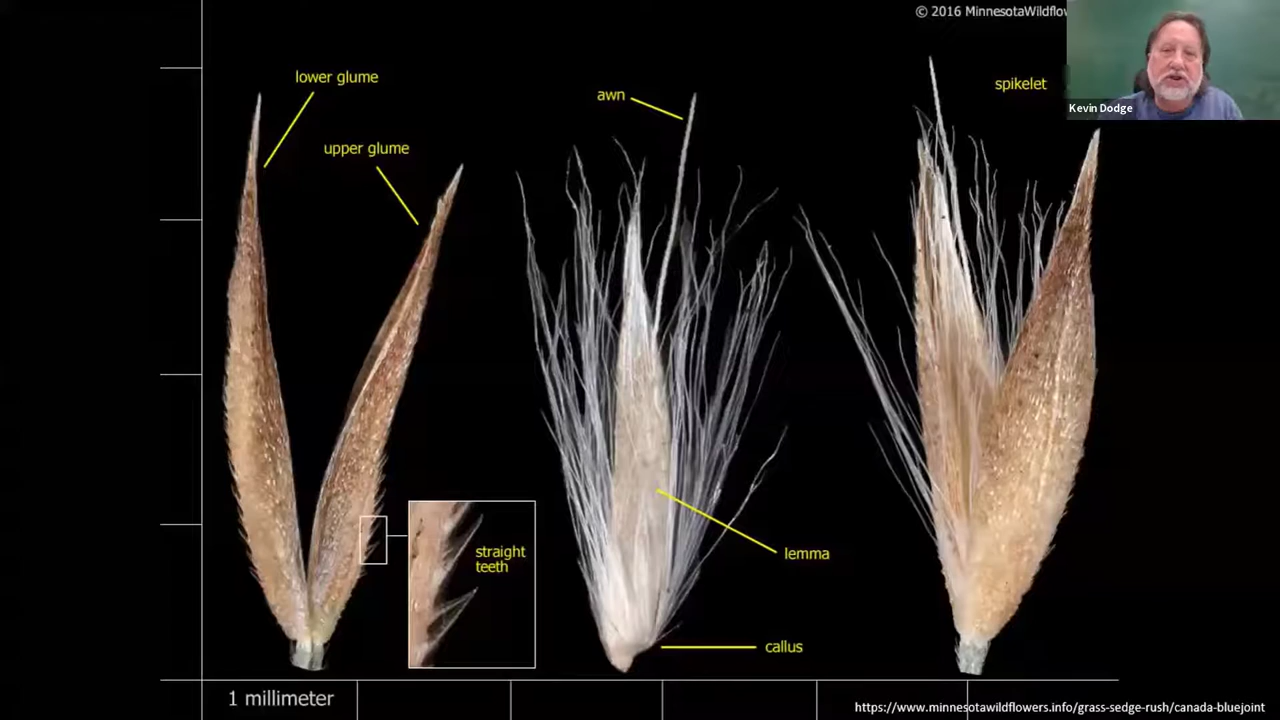 © 2016 MinnesotaWildflow
lower glume
awn
spikelet
Kevin Dodge
upper glume
straight
teeth
lemma
callus
1 millimeter
https://www.minnesotawildflowers.info/grass-sedge-rush/canada-bluejoint